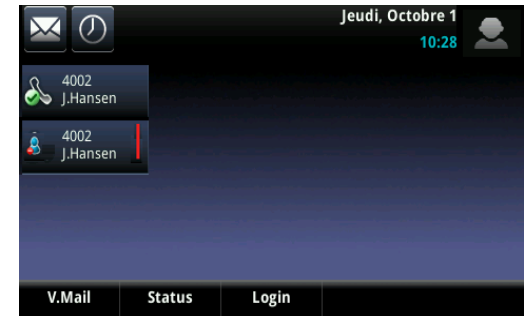 Jeudi, Octobre 1
10:28
4002
J.Hansen
4002
J.Hansen
V.Mail Status Login